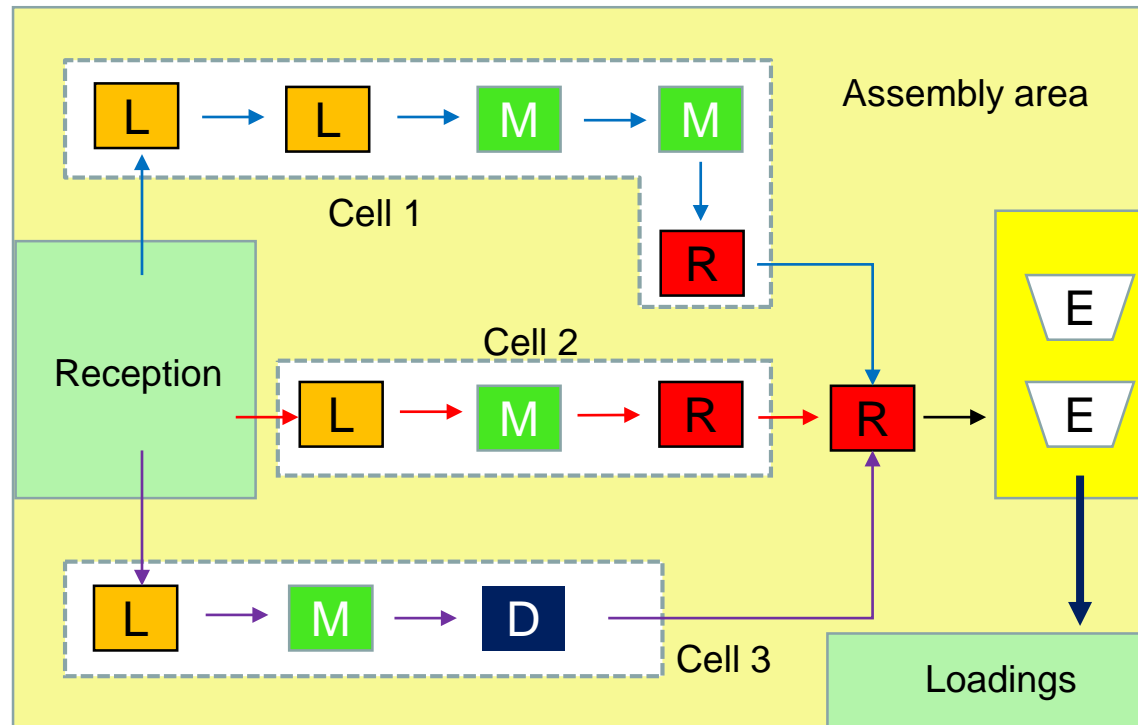 Assembly area
L
L
M
M
Cell 1
R
Reception
Cell 2
L
M
R
R
E
E
L
M
D
Cell 3
Loadings